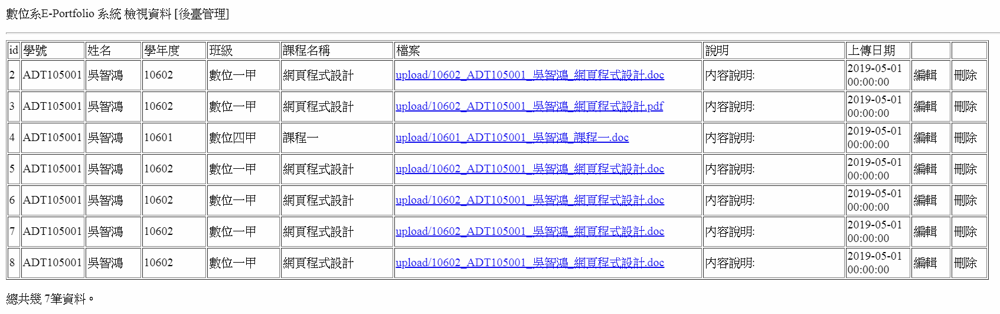 數位系E-Portfolio 系統 檢視資料 [後臺管理]
id 學號 姓名 學年度 班級 課程名稱 檔案 說明 上傳日期
2 ADT105001 吳智鴻 10602 數位一甲 網頁程式設計 upload/10602_ADT105001_吳智鴻_網頁程式設計.doc 內容說明: 2019-05-01 00:00:00 編輯 刪除
3 ADT105001 吳智鴻 10602 數位一甲 網頁程式設計 upload/10602_ADT105001_吳智鴻_網頁程式設計.pdf 內容說明: 2019-05-01 00:00:00 編輯 刪除
4 ADT105001 吳智鴻 10601 數位四甲 課程一 upload/10601_ADT105001_吳智鴻_課程一.doc 內容說明: 2019-05-01 00:00:00 編輯 刪除
5 ADT105001 吳智鴻 10602 數位一甲 網頁程式設計 upload/10602_ADT105001_吳智鴻_網頁程式設計.doc 內容說明: 2019-05-01 00:00:00 編輯 刪除
6 ADT105001 吳智鴻 10602 數位一甲 網頁程式設計 upload/10602_ADT105001_吳智鴻_網頁程式設計.doc 內容說明: 2019-05-01 00:00:00 編輯 刪除
7 ADT105001 吳智鴻 10602 數位一甲 網頁程式設計 upload/10602_ADT105001_吳智鴻_網頁程式設計.doc 內容說明: 2019-05-01 00:00:00 編輯 刪除
8 ADT105001 吳智鴻 10602 數位一甲 網頁程式設計 upload/10602_ADT105001_吳智鴻_網頁程式設計.doc 內容說明: 2019-05-01 00:00:00 編輯 刪除
總共幾 7筆資料。